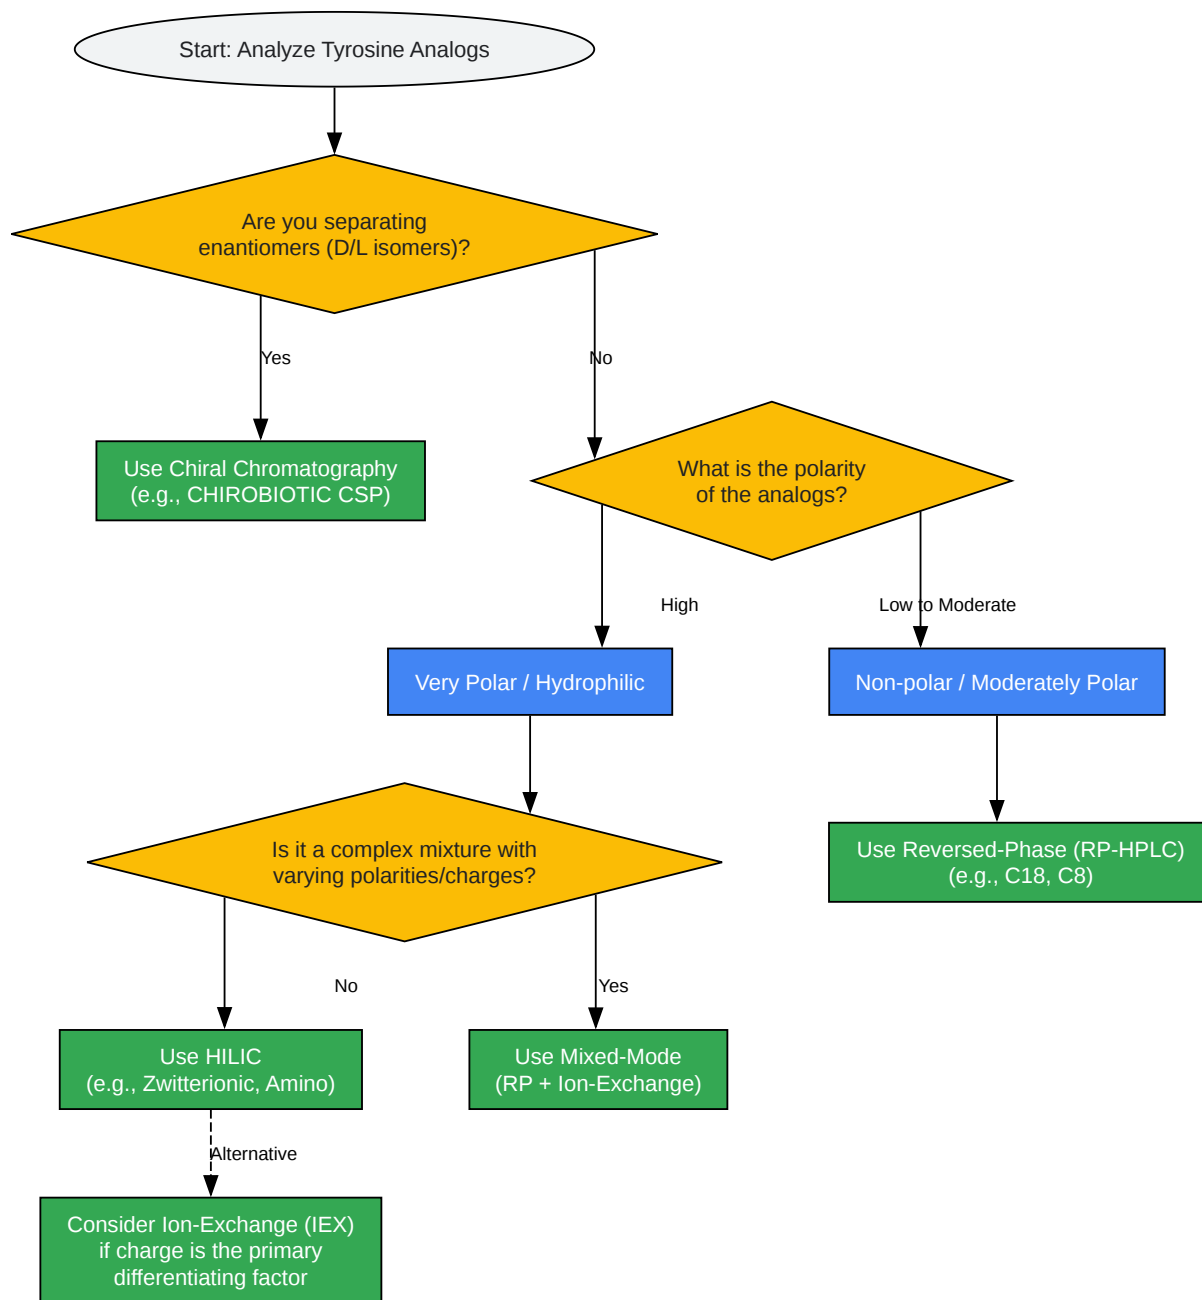 Start: Analyze Tyrosine Analogs
Are you separating
enantiomers (D/L isomers)?
Yes
No
Use Chiral Chromatography
(e.g., CHIROBIOTIC CSP)
What is the polarity
of the analogs?
High
Low to Moderate
Very Polar / Hydrophilic
Non-polar / Moderately Polar
Is it a complex mixture with
varying polarities/charges?
Use Reversed-Phase (RP-HPLC)
(e.g., C18, C8)
No
Yes
Use HILIC
(e.g., Zwitterionic, Amino)
Use Mixed-Mode
(RP + Ion-Exchange)
Alternative
Consider Ion-Exchange (IEX)
if charge is the primary
differentiating factor